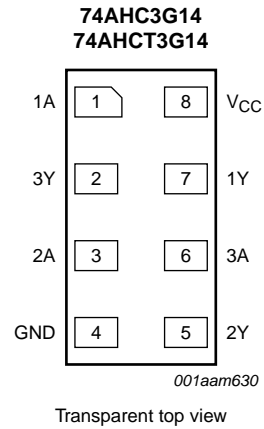 74AHC3G14
74AHCT3G14
1A 1 8 VCC
3Y 2 7 1Y
2A 3 6 3A
GND 4 5 2Y
001aam630
Transparent top view